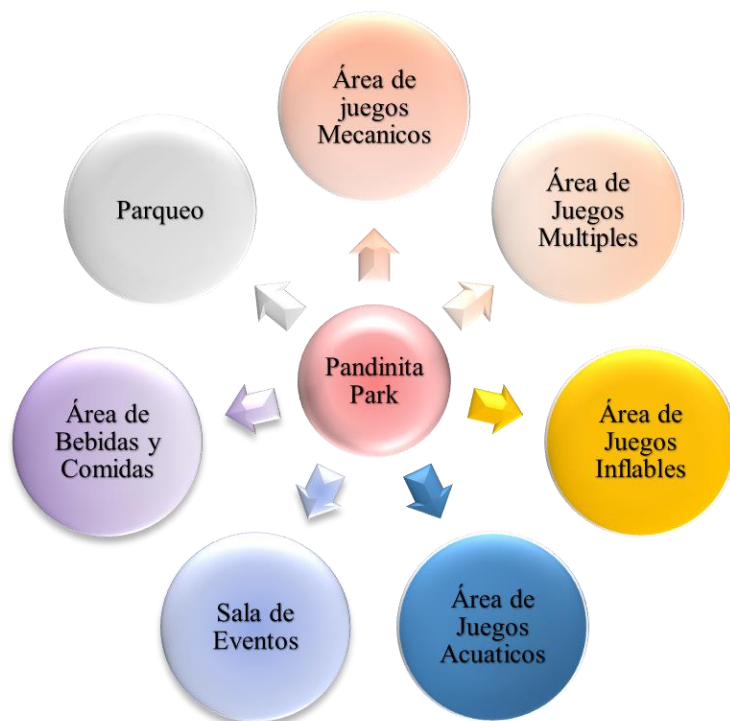 Área de
juegos
Mecanicos
Área de
Juegos
Multiples
Parqueo
Pandinita
Park
Área de
Bebidas y
Comidas
Área de
Juegos
Inflables
Sala de
Eventos
Área de
Juegos
Acuaticos